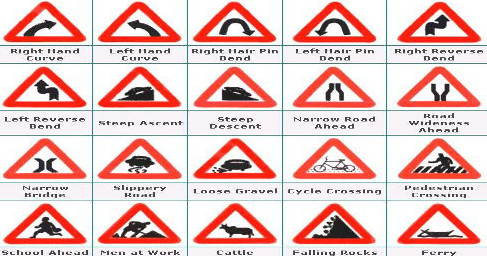 Right Hand Curve
Left Hand Curve
Right Hair Pin Bend
Left Hair Pin Bend
Right Reverse Bend
Left Reverse Bend
Steep Ascent
Steep Descent
Narrow Road Ahead
Road Wideness Ahead
Narrow Bridge
Slippery Road
Loose Gravel
Cycle Crossing
Pedestrian Crossing
School Ahead
Men at Work
Cattle
Falling Rocks
Ferry